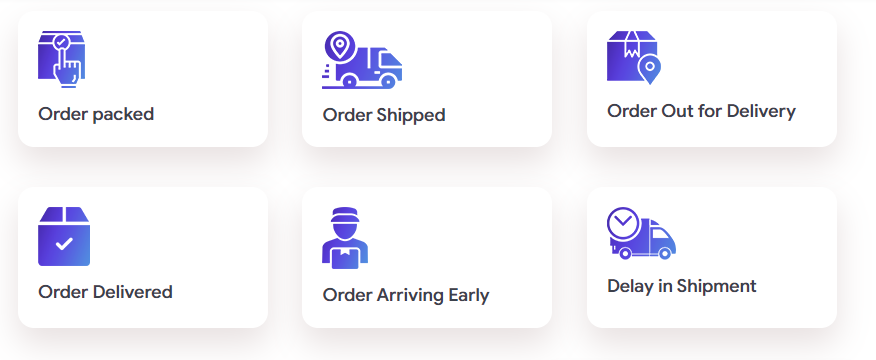 Order packed
Order Shipped
Order Out for Delivery
Order Delivered
Order Arriving Early
Delay in Shipment